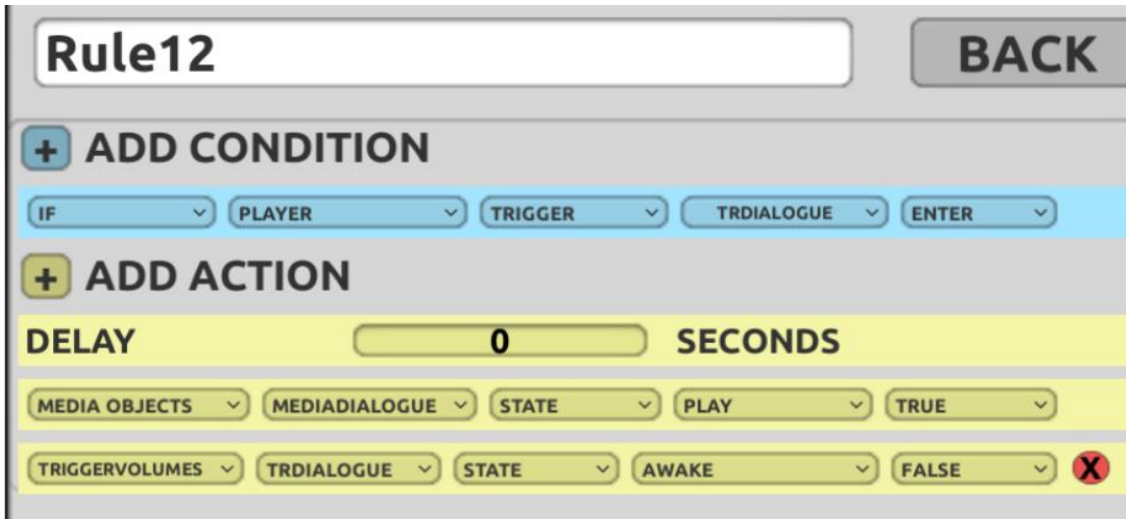 Rule12 BACK
+ ADD CONDITION
IF PLAYER TRIGGER TRDIALOGUE ENTER
+ ADD ACTION
DELAY 0 SECONDS
MEDIA OBJECTS MEDIADIALOGUE STATE PLAY TRUE
TRIGGERVOLUMES TRDIALOGUE STATE AWAKE FALSE X